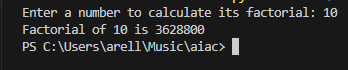 Enter a number to calculate its factorial: 10
Factorial of 10 is 3628800
PS C:\Users\arell\Music\aiac>